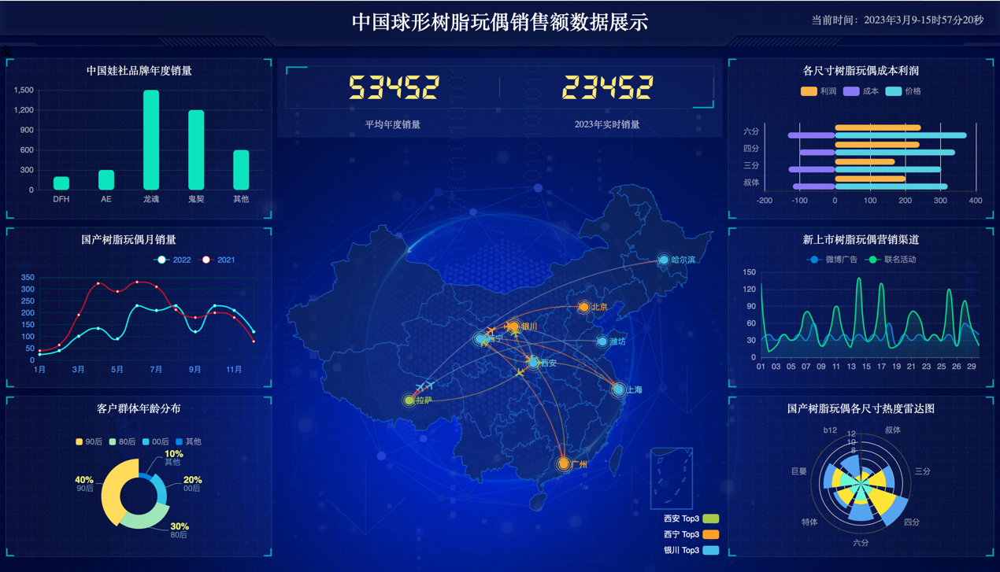 中国球形树脂玩偶销售额数据展示
当前时间：2023年3月9-15时57分20秒
&
中国娃社品牌年度销量
1,500
1,200
900
600
300
0
DFH AE 龙魂 鬼契 其他
国产树脂玩偶月销量
2022 2021
350
300
250
200
150
100
50
0
1月 3月 5月 7月 9月 11月
客户群体年龄分布
90后 80后 00后 其他
10%
其他
40%
90后
20%
00后
30%
80后
53452 23452
平均年度销量 2023年实时销量
哈尔滨
北京
银川
西宁
潍坊
西安
上海
拉萨
广州
西安 Top3
西宁 Top3
银川 Top3
各尺寸树脂玩偶成本利润
利润 成本 价格
六分
四分
三分
叔体
-200 -100 0 100 200 300 400
新上市树脂玩偶营销渠道
微博广告 联名活动
150
120
90
60
30
0
01 03 05 07 09 11 13 15 17 19 21 23 25 26 29
国产树脂玩偶各尺寸热度雷达图
b12 叔体
12
10
8
巨婴 三分
特体 四分
六分